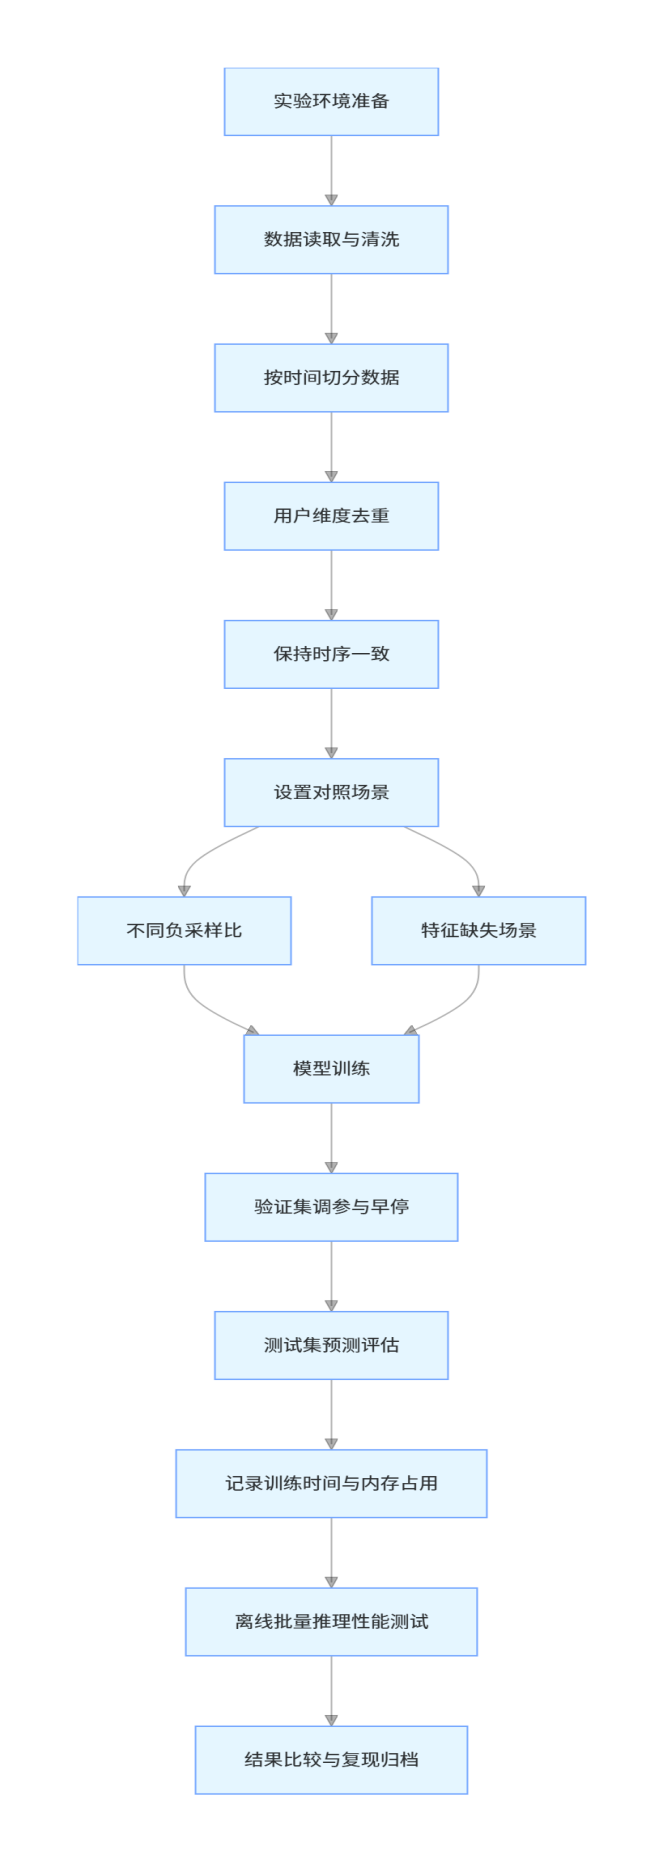 实验环境准备
数据读取与清洗
按时间切分数据
用户维度去重
保持时序一致
设置对照场景
不同负采样比
特征缺失场景
模型训练
验证集调参与早停
测试集预测评估
记录训练时间与内存占用
离线批量推理性能测试
结果比较与复现归档